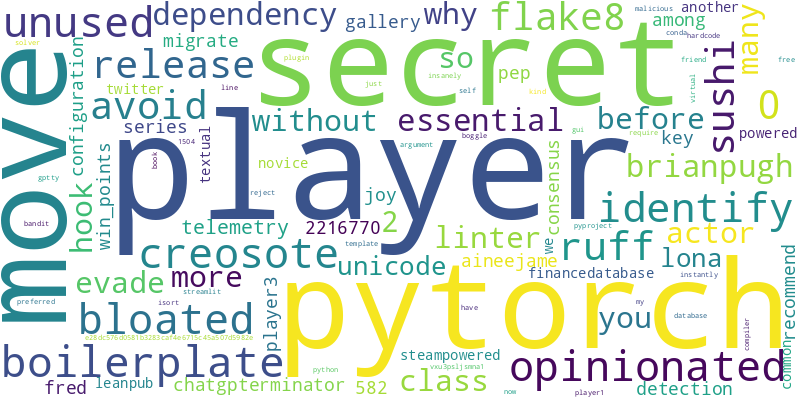 unused
dependency
gallery
why
flake8
among
another
many
migrate
secret
so
pep
insanely
conda
friend
malicious
hardcode
free
solver
plugin
move
release
twitter
line
just
self
kind
virtual
avoid
configuration
series
textual
1504
book
without
essential
before
key
powered
sushi
O
player
hook
win_points
novice
boggle
argument
gui
require
consensus
brianpugh
gptty
bandit
reject
joy
2216770
2
identify
telemetry
linter
we
actor
creosote
ruff
evade
more
unicode
aineejame
lona
template
have
pyproject
instantly
recommend
preferred
isort
streamlit
player3
financedatabase
my
database
bloated
pytorch
you
e28dc576d0581b3283caf4e6715c45a507d5982e
python
steampowered
vxu3psljsmna1
compiler
common
boilerplate
opinionated
fred
leanpub
chatgpterminator
582
class
now
player1
detection